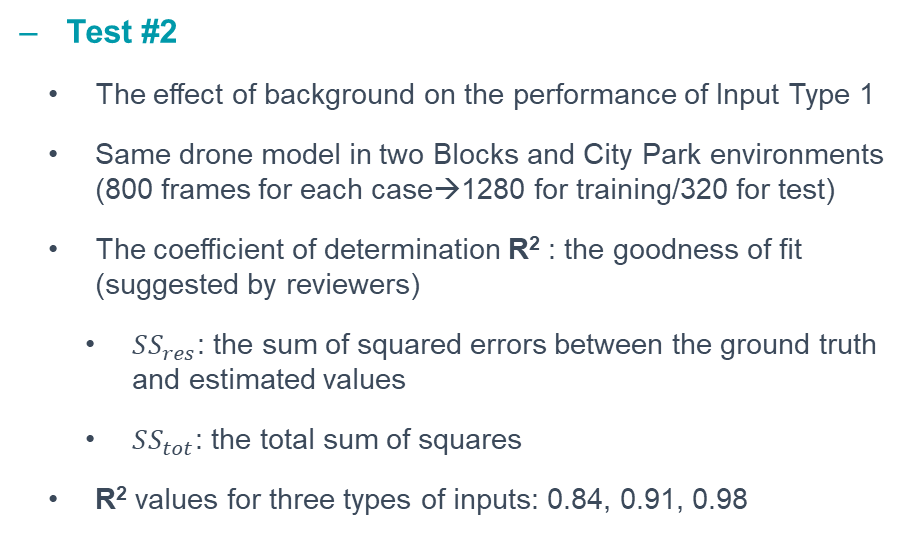 – Test #2
• The effect of background on the performance of Input Type 1
• Same drone model in two Blocks and City Park environments
(800 frames for each case→1280 for training/320 for test)
• The coefficient of determination R² : the goodness of fit
(suggested by reviewers)
• SS_res: the sum of squared errors between the ground truth
and estimated values
• SS_tot: the total sum of squares
• R² values for three types of inputs: 0.84, 0.91, 0.98